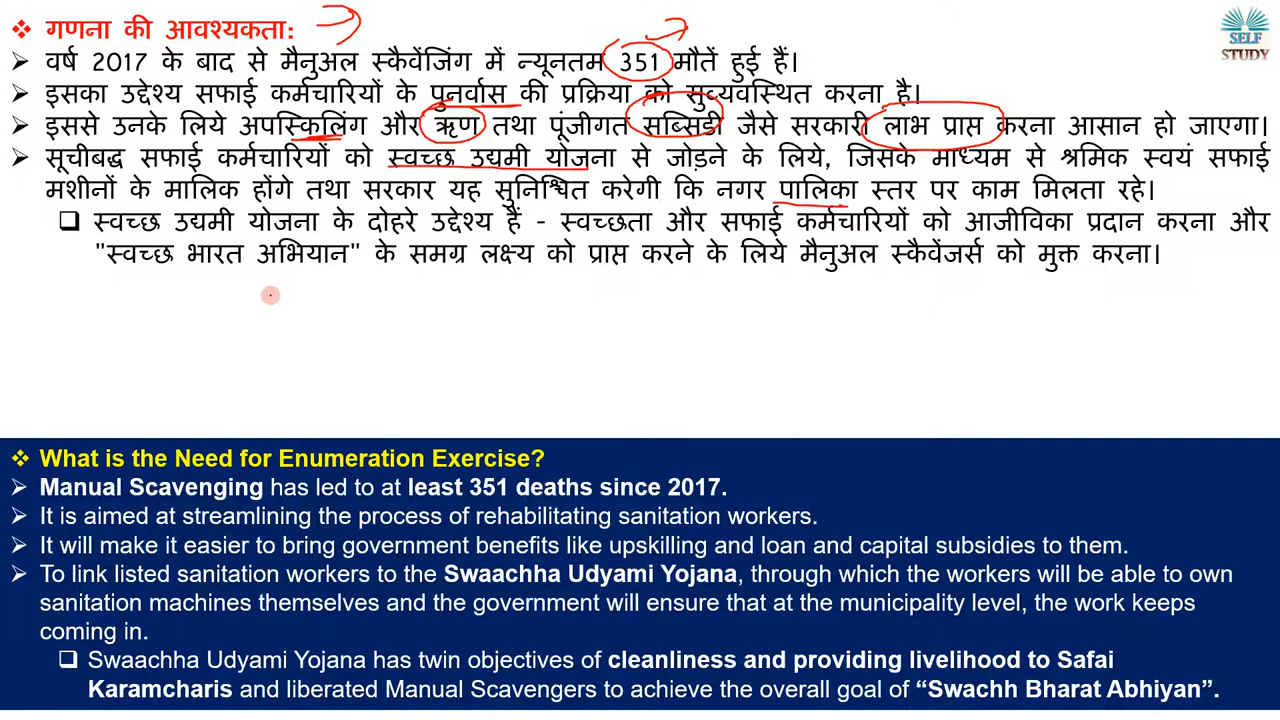 ❖ गणना की आवश्यकता:
SELF
STUDY
➢ वर्ष 2017 के बाद से मैनुअल स्कैवेंजिंग में न्यूनतम 351 मौतें हुई हैं।
➢ इसका उद्देश्य सफाई कर्मचारियों के पुनर्वास की प्रक्रिया को सुव्यवस्थित करना है।
➢ इससे उनके लिये अपस्किलिंग और ऋण तथा पूंजीगत सब्सिडी जैसे सरकारी लाभ प्राप्त करना आसान हो जाएगा।
➢ सूचीबद्ध सफाई कर्मचारियों को स्वच्छ उद्यमी योजना से जोड़ने के लिये, जिसके माध्यम से श्रमिक स्वयं सफाई
मशीनों के मालिक होंगे तथा सरकार यह सुनिश्चित करेगी कि नगर पालिका स्तर पर काम मिलता रहे।
❑ स्वच्छ उद्यमी योजना के दोहरे उद्देश्य हैं - स्वच्छता और सफाई कर्मचारियों को आजीविका प्रदान करना और
"स्वच्छ भारत अभियान" के समग्र लक्ष्य को प्राप्त करने के लिये मैनुअल स्कैवेंजर्स को मुक्त करना।
❖ What is the Need for Enumeration Exercise?
➢ Manual Scavenging has led to at least 351 deaths since 2017.
➢ It is aimed at streamlining the process of rehabilitating sanitation workers.
➢ It will make it easier to bring government benefits like upskilling and loan and capital subsidies to them.
➢ To link listed sanitation workers to the Swaachha Udyami Yojana, through which the workers will be able to own
sanitation machines themselves and the government will ensure that at the municipality level, the work keeps
coming in.
❑ Swaachha Udyami Yojana has twin objectives of cleanliness and providing livelihood to Safai
Karamcharis and liberated Manual Scavengers to achieve the overall goal of “Swachh Bharat Abhiyan”.